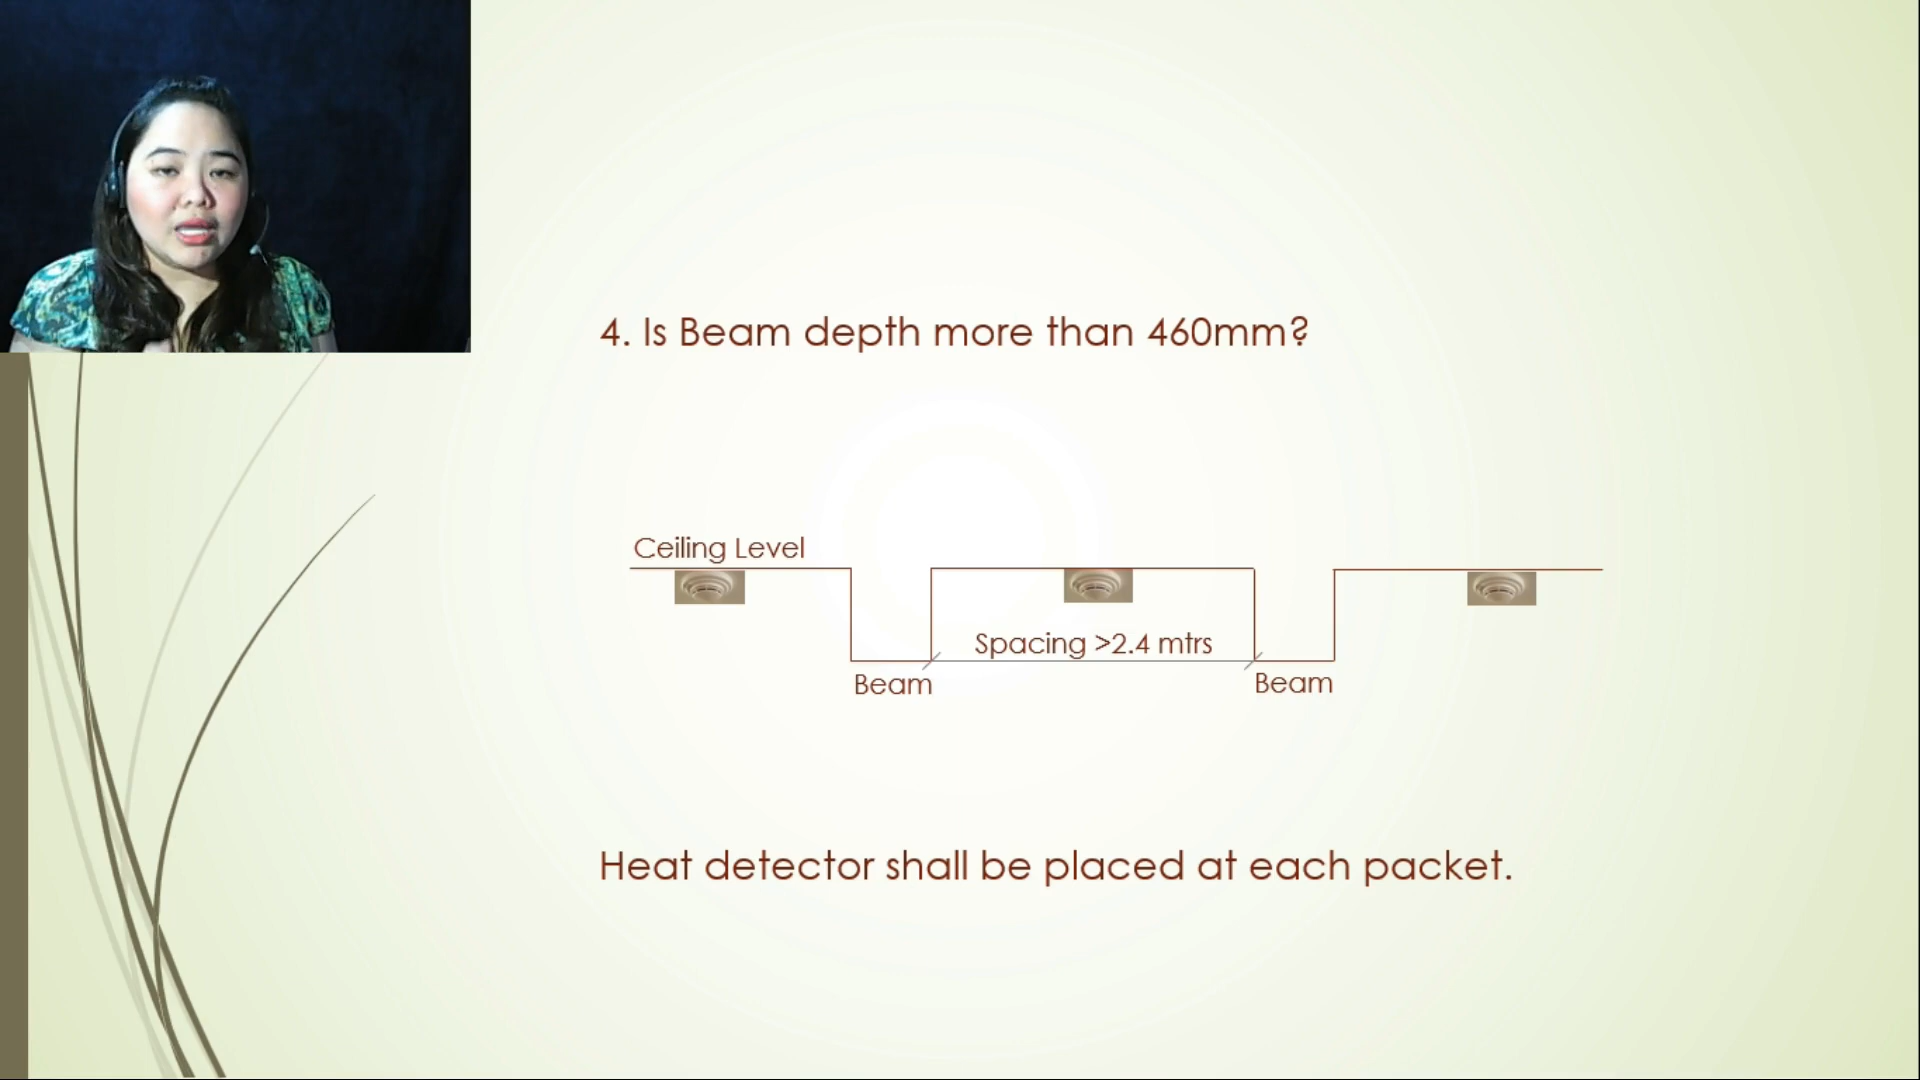 4. Is Beam depth more than 460mm?
Ceiling Level
Spacing >2.4 mtrs
Beam
Beam
Heat detector shall be placed at each packet.